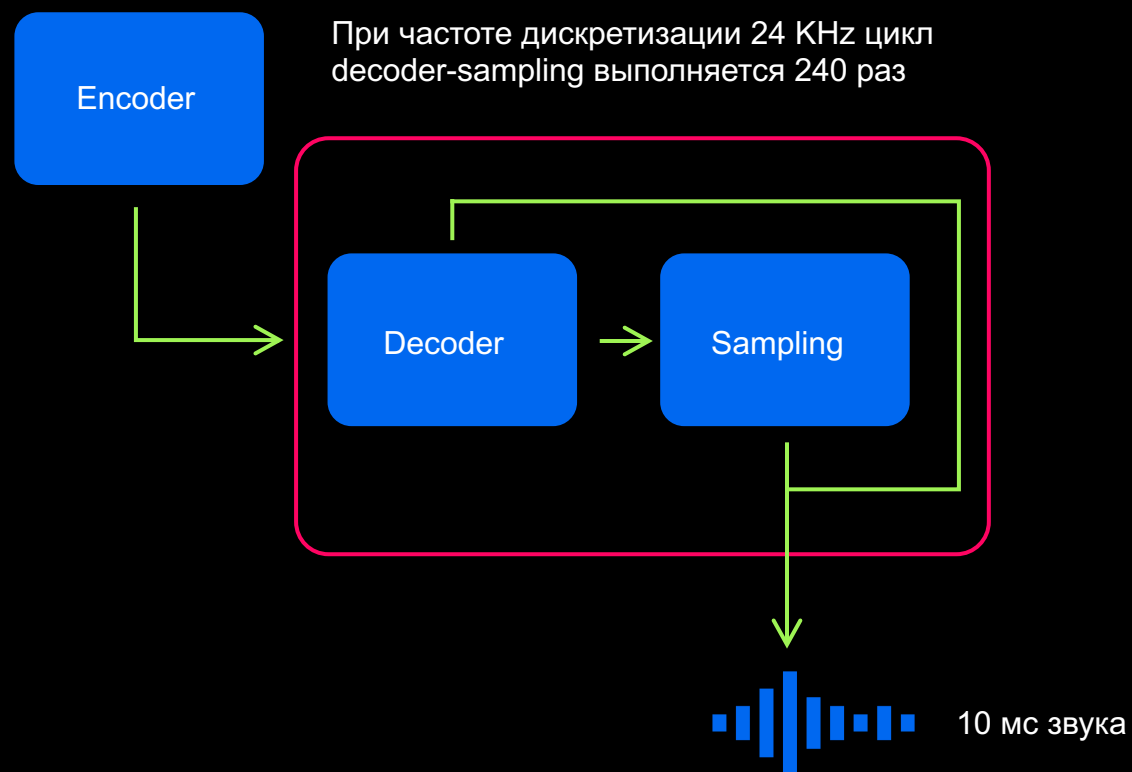 При частоте дискретизации 24 KHz цикл
decoder-sampling выполняется 240 раз
Encoder
Decoder
Sampling
10 мс звука